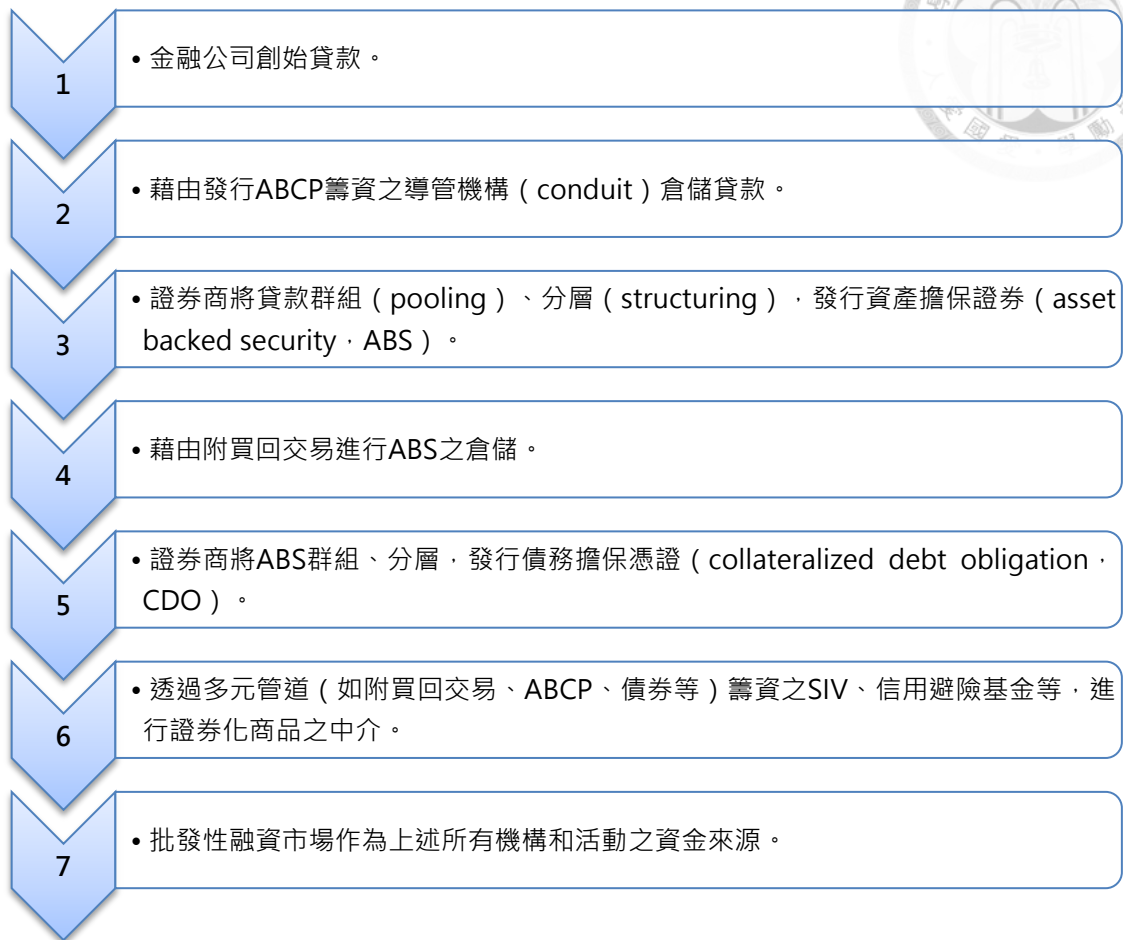 1
• 金融公司創始貸款。
2
• 藉由發行ABCP籌資之導管機構（conduit）倉儲貸款。
3
• 證券商將貸款群組（pooling）、分層（structuring），發行資產擔保證券（asset
backed security，ABS）。
4
• 藉由附買回交易進行ABS之倉儲。
5
• 證券商將ABS群組、分層，發行債務擔保憑證（collateralized debt obligation，
CDO）。
6
• 透過多元管道（如附買回交易、ABCP、債券等）籌資之SIV、信用避險基金等，進
行證券化商品之中介。
7
• 批發性融資市場作為上述所有機構和活動之資金來源。